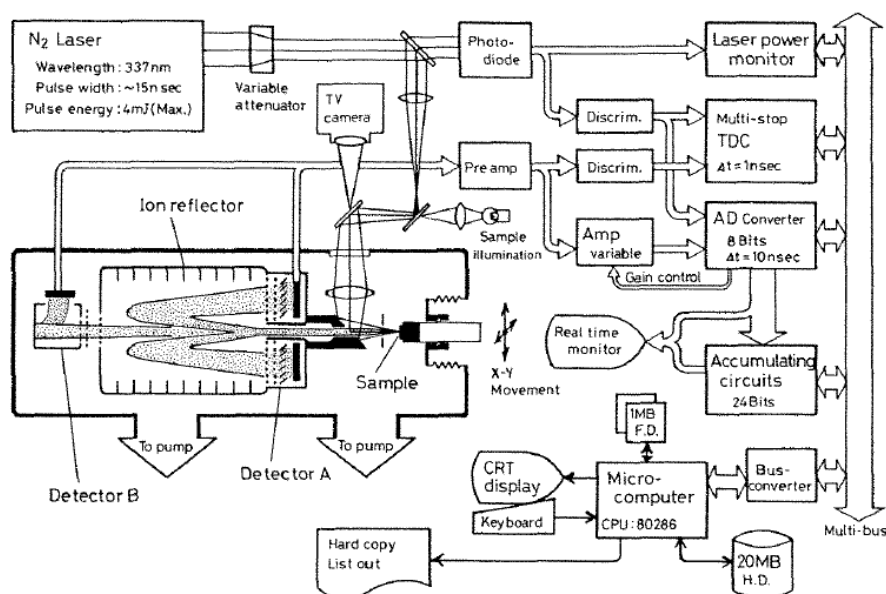 N2 Laser
Wavelength : 337nm
Pulse width : ~15n sec
Pulse energy : 4mJ (Max.)
Variable
attenuator
TV
camera
Photo-
diode
Laser power
monitor
Discrim.
Multi-stop
TDC
Δt=1nsec
Pre amp
Discrim.
Ion reflector
Sample
illumination
Amp
variable
AD Converter
8 Bits
Δt=10nsec
Gain control
Real time
monitor
Accumulating
circuits
24Bits
Sample
X-Y
Movement
To pump
To pump
Detector B
Detector A
1MB
F.D.
CRT
display
Keyboard
Micro-
computer
CPU : 80286
Bus-
converter
Multi-bus
Hard copy
List out
20MB
H.D.